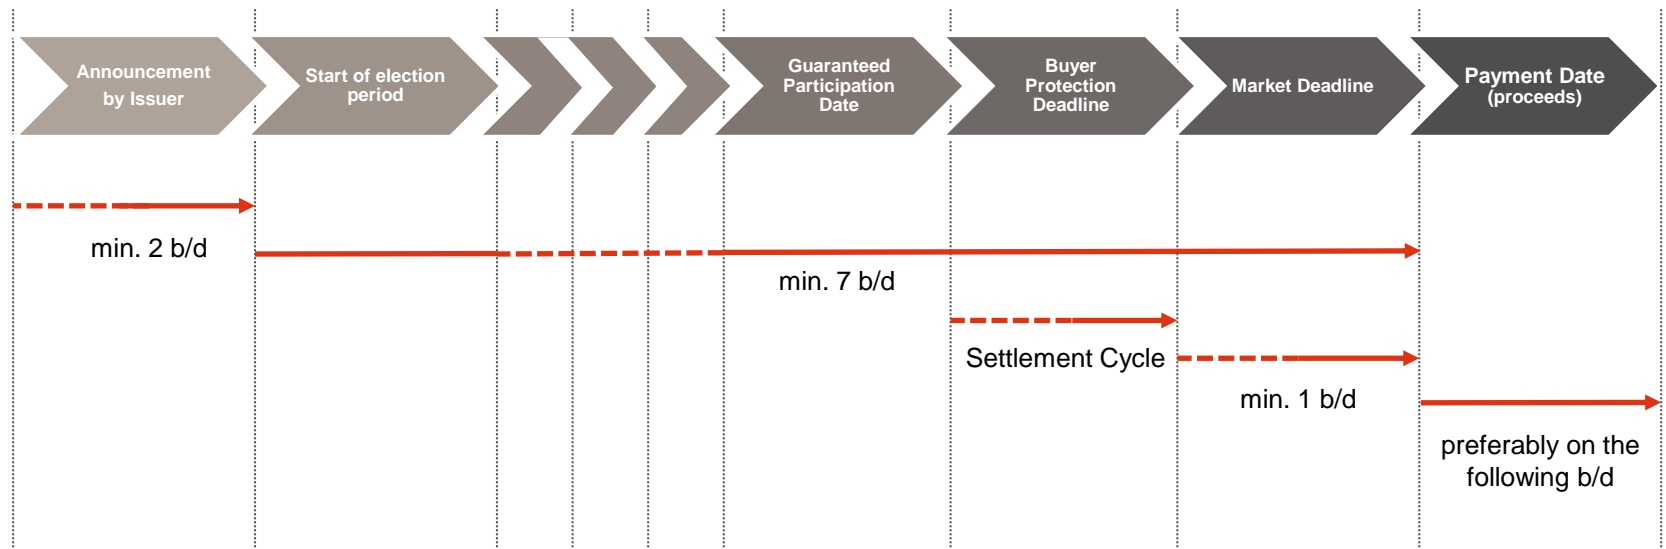 Announcement
by Issuer
Start of election
period
Guaranteed
Participation
Date
Buyer
Protection
Deadline
Market Deadline
Payment Date
(proceeds)
min. 2 b/d
min. 7 b/d
Settlement Cycle
min. 1 b/d
preferably on the
following b/d